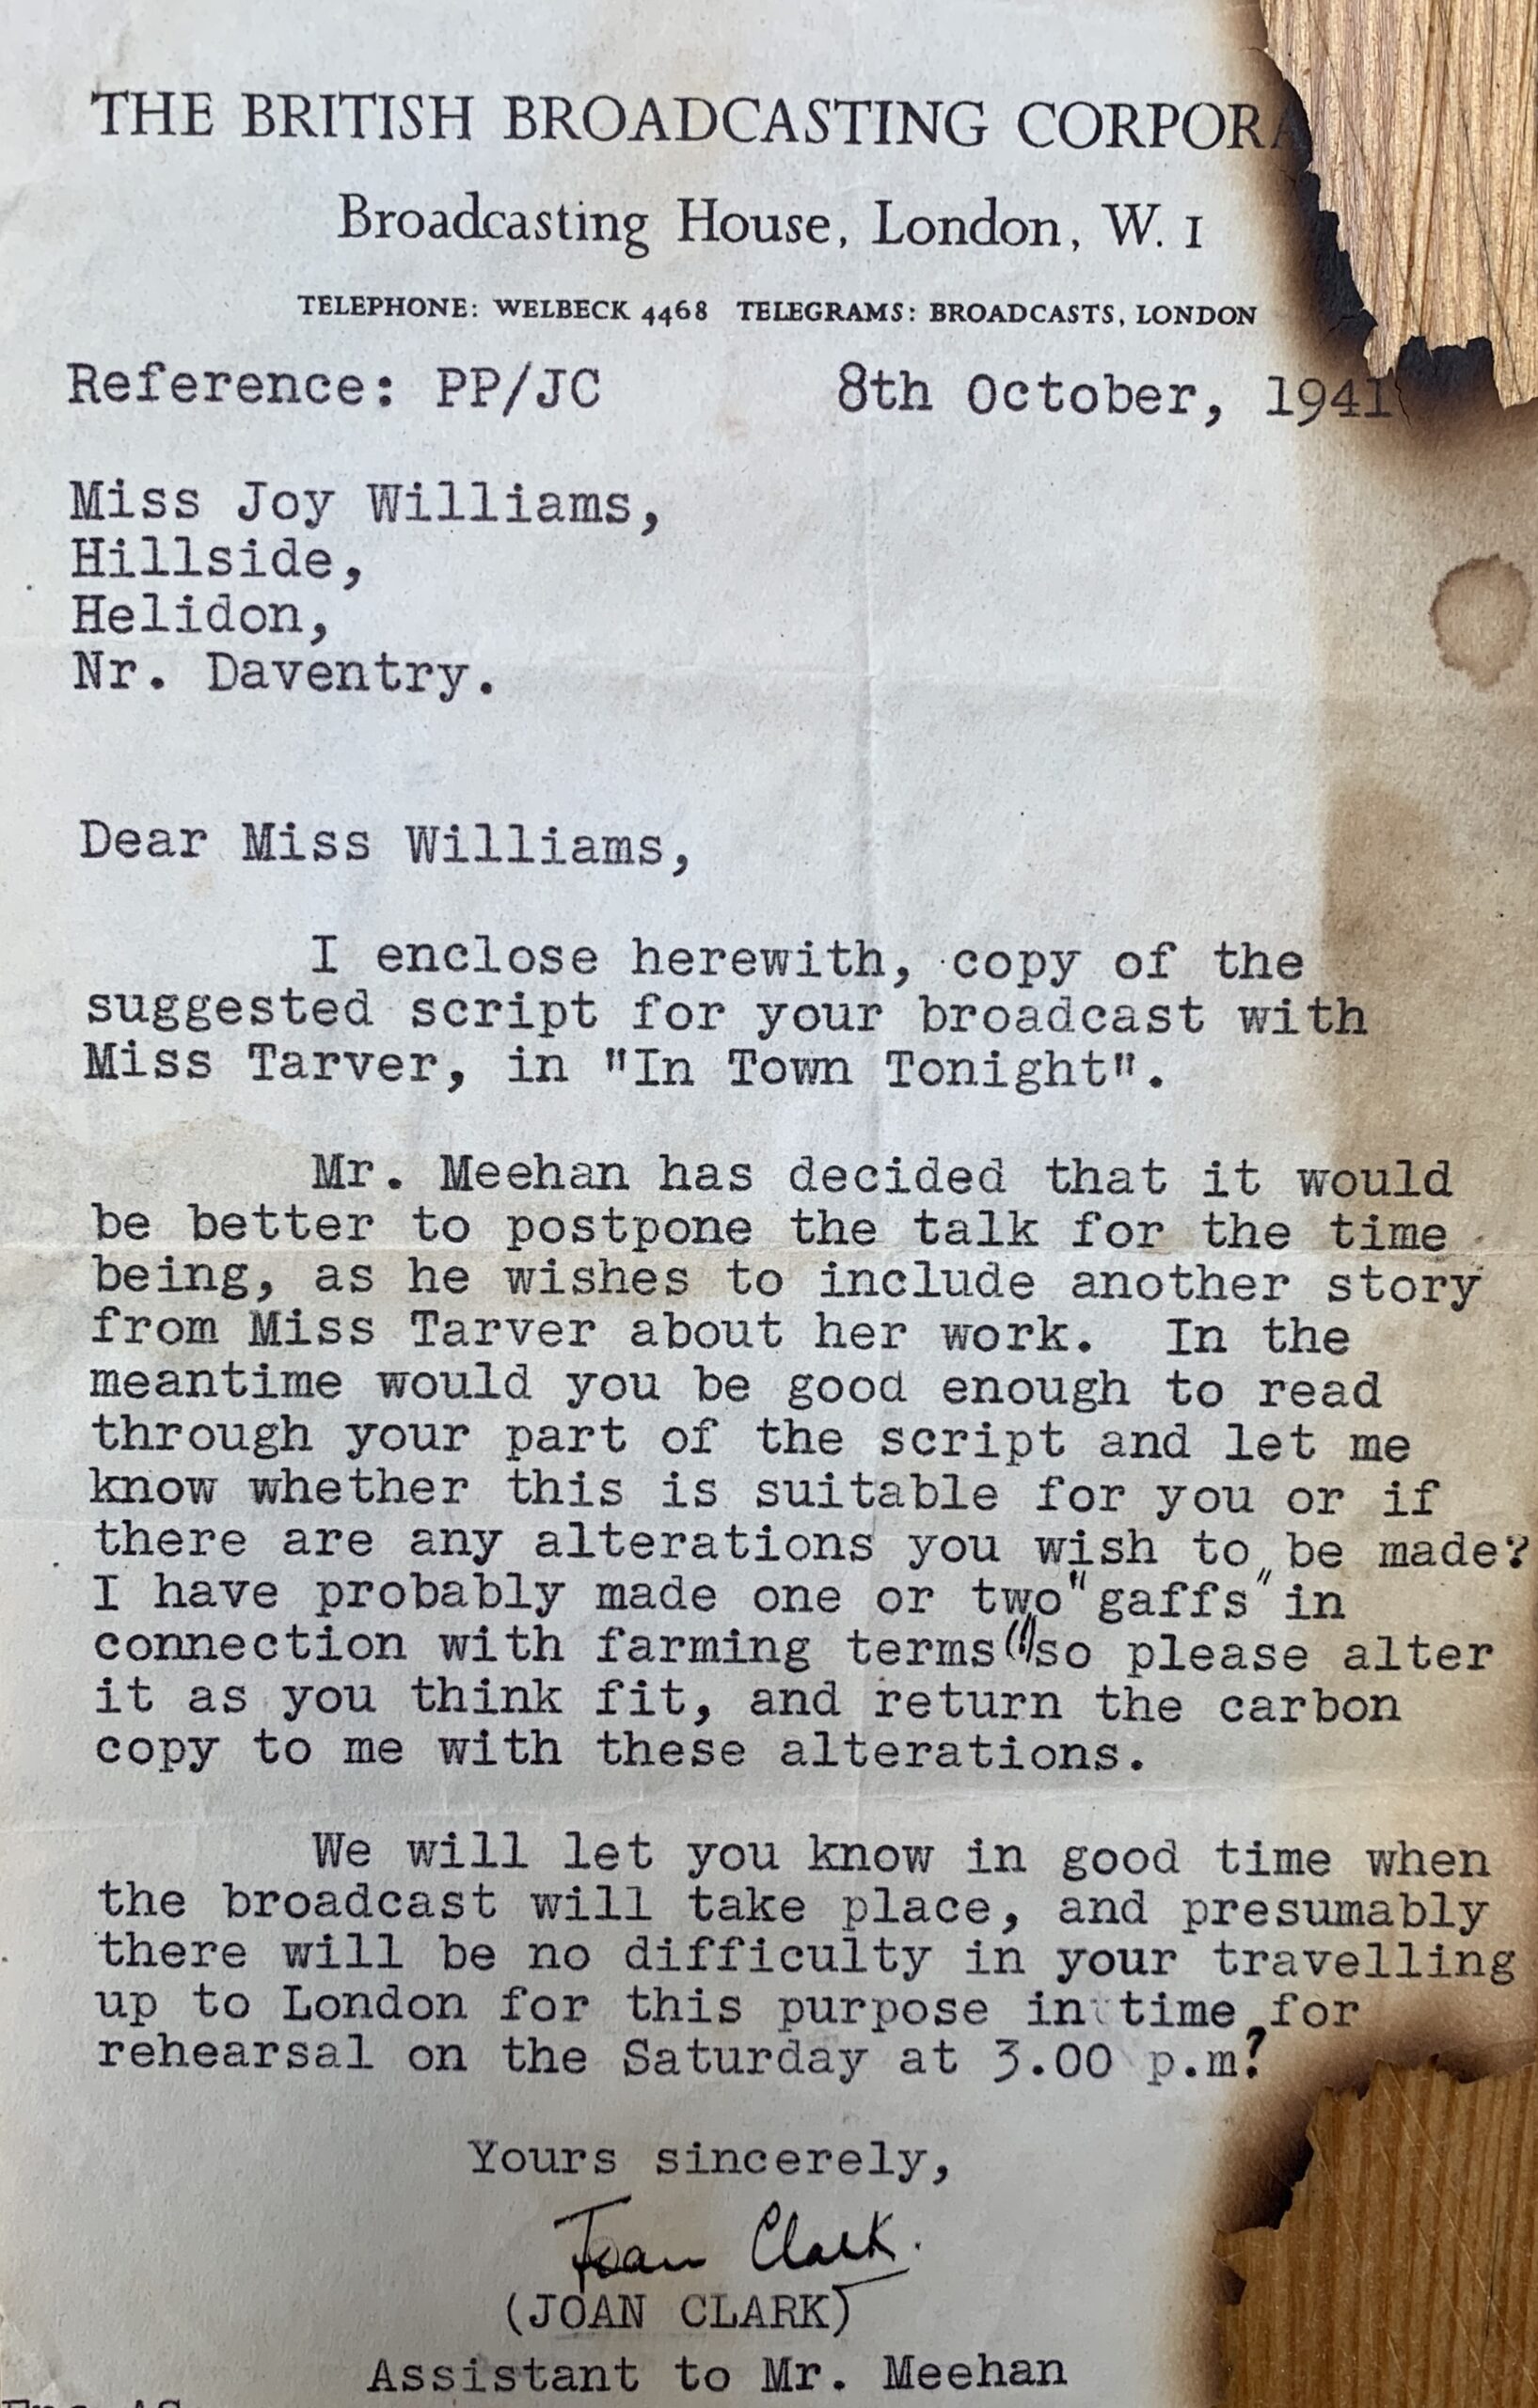 THE BRITISH BROADCASTING CORPORA
Broadcasting House, London, W. 1
TELEPHONE: WELBECK 4468 TELEGRAMS: BROADCASTS, LONDON
Reference: PP/JC 8th October, 1941
Miss Joy Williams,
Hillside,
Helidon,
Nr. Daventry.
Dear Miss Williams,
I enclose herewith, copy of the
suggested script for your broadcast with
Miss Tarver, in "In Town Tonight".
Mr. Meehan has decided that it would
be better to postpone the talk for the time
being, as he wishes to include another story
from Miss Tarver about her work. In the
meantime would you be good enough to read
through your part of the script and let me
know whether this is suitable for you or if
there are any alterations you wish to be made?
I have probably made one or two "gaffs" in
connection with farming terms (!) so please alter
it as you think fit, and return the carbon
copy to me with these alterations.
We will let you know in good time when
the broadcast will take place, and presumably
there will be no difficulty in your travelling
up to London for this purpose in time for
rehearsal on the Saturday at 3.00 p.m?
Yours sincerely,
Joan Clark.
(JOAN CLARK)
Assistant to Mr. Meehan